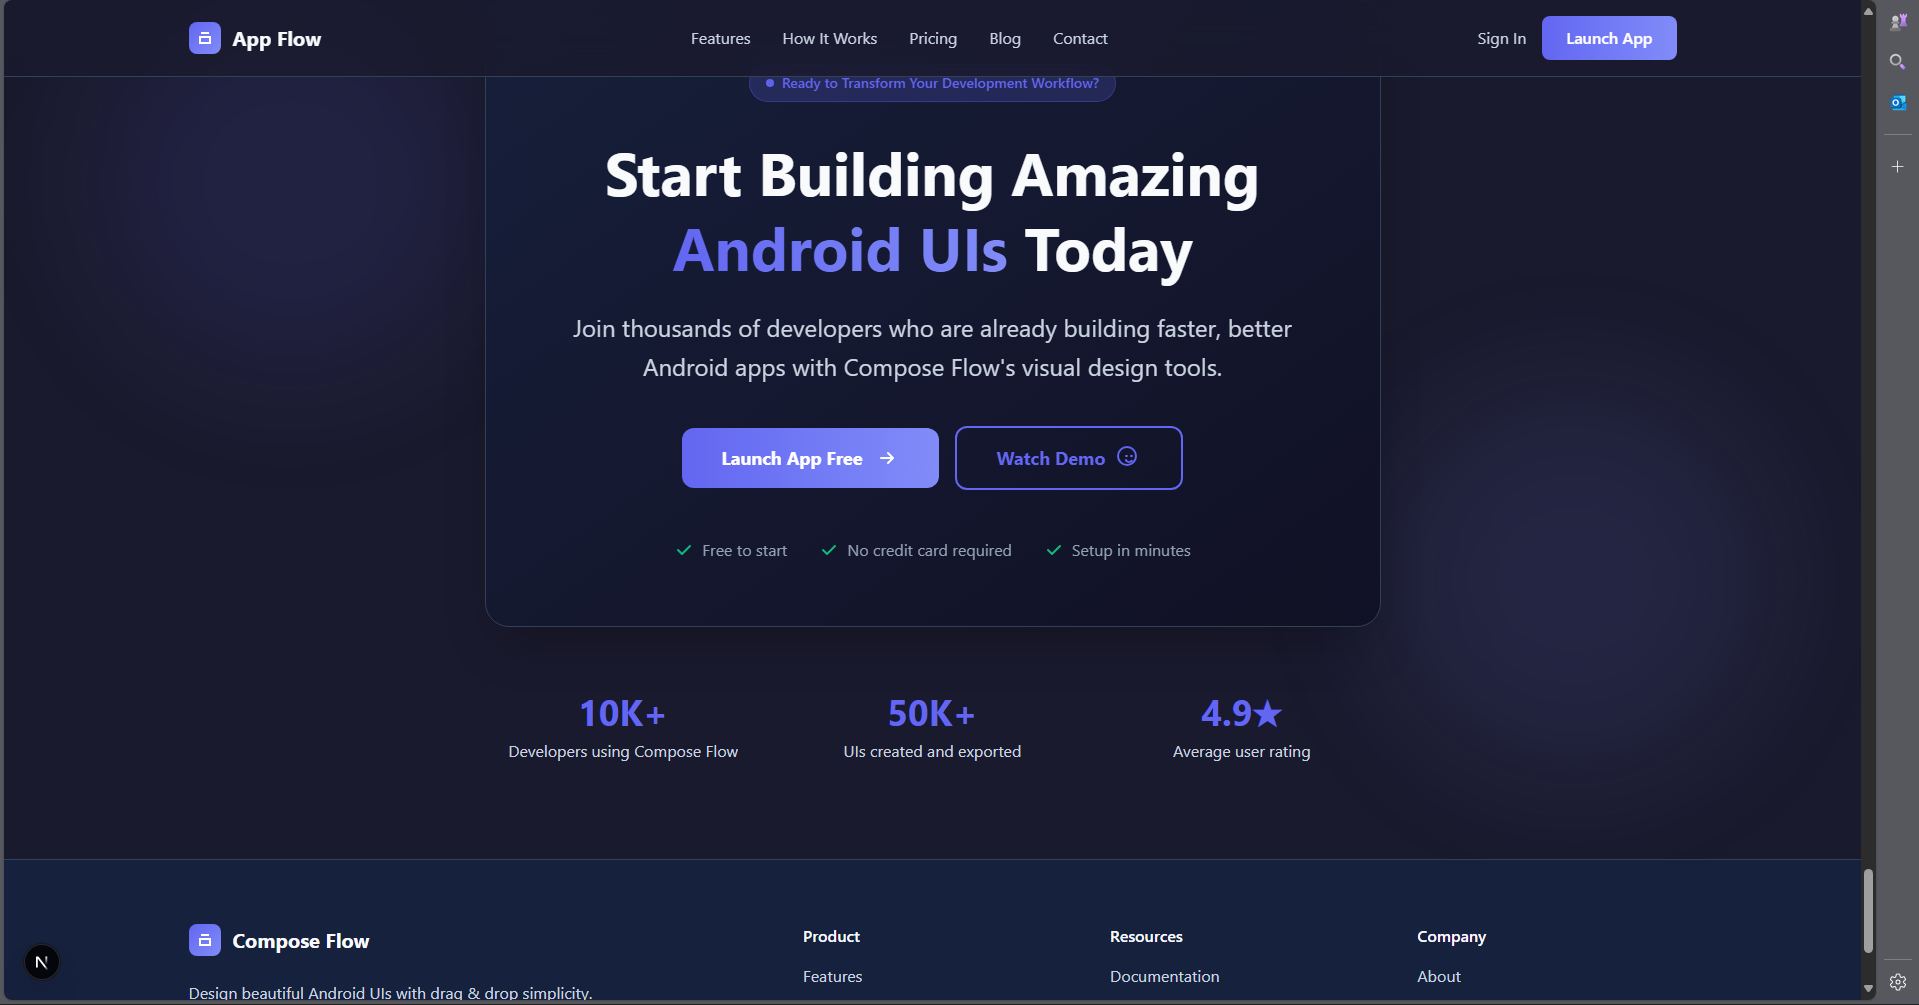 App Flow
Features
How It Works
Pricing
Blog
Contact
Sign In
Launch App
Ready to Transform Your Development Workflow?
Start Building Amazing
Android UIs Today
Join thousands of developers who are already building faster, better
Android apps with Compose Flow's visual design tools.
Launch App Free
Watch Demo
Free to start
No credit card required
Setup in minutes
10K+
Developers using Compose Flow
50K+
UIs created and exported
4.9★
Average user rating
Compose Flow
Design beautiful Android UIs with drag & drop simplicity.
Product
Features
Resources
Documentation
Company
About
N